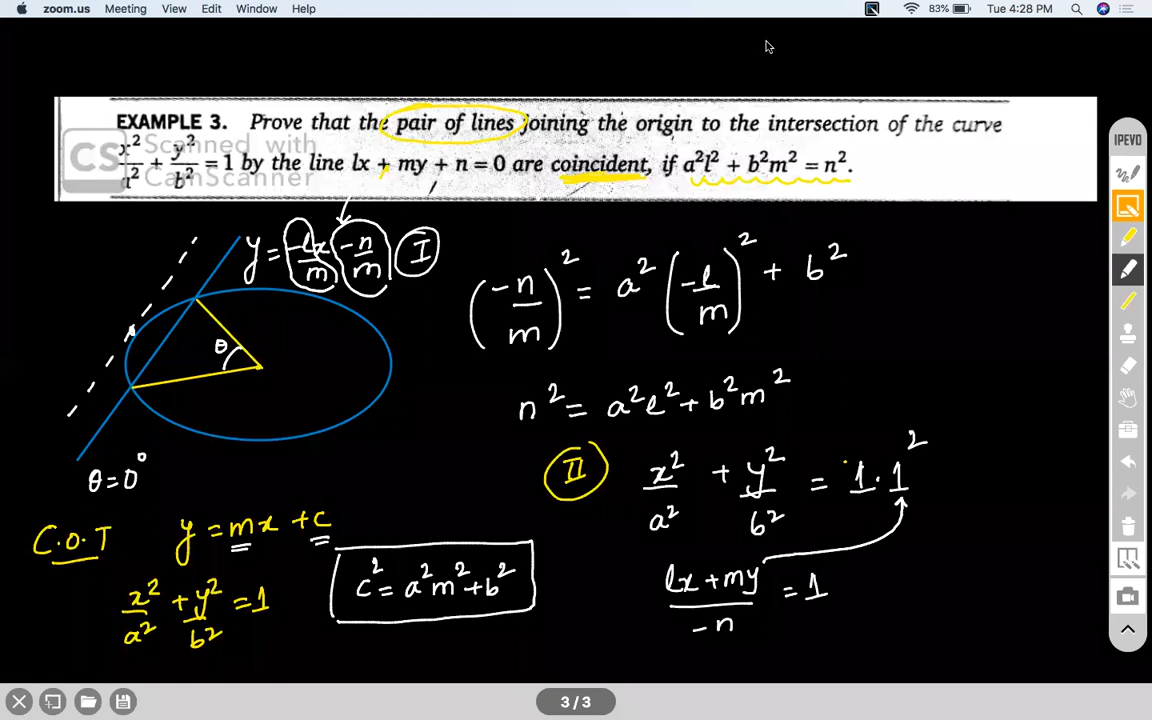 zoom.us Meeting View Edit Window Help 83% Tue 4:28 PM
EXAMPLE 3. Prove that the pair of lines joining the origin to the intersection of the curve
x²/a² + y²/b² = 1 by the line lx + my + n = 0 are coincident, if a²l² + b²m² = n².
CS Scanned with
CamScanner
IPEVO
y = -lx/m -n/m I
(-n/m)² = a² (-l/m)² + b²
θ
n² = a²l² + b²m²
θ = 0°
II x²/a² + y²/b² = 1.1²
C.O.T y = mx + c
x²/a² + y²/b² = 1
c² = a²m² + b²
lx + my/-n = 1
3/3